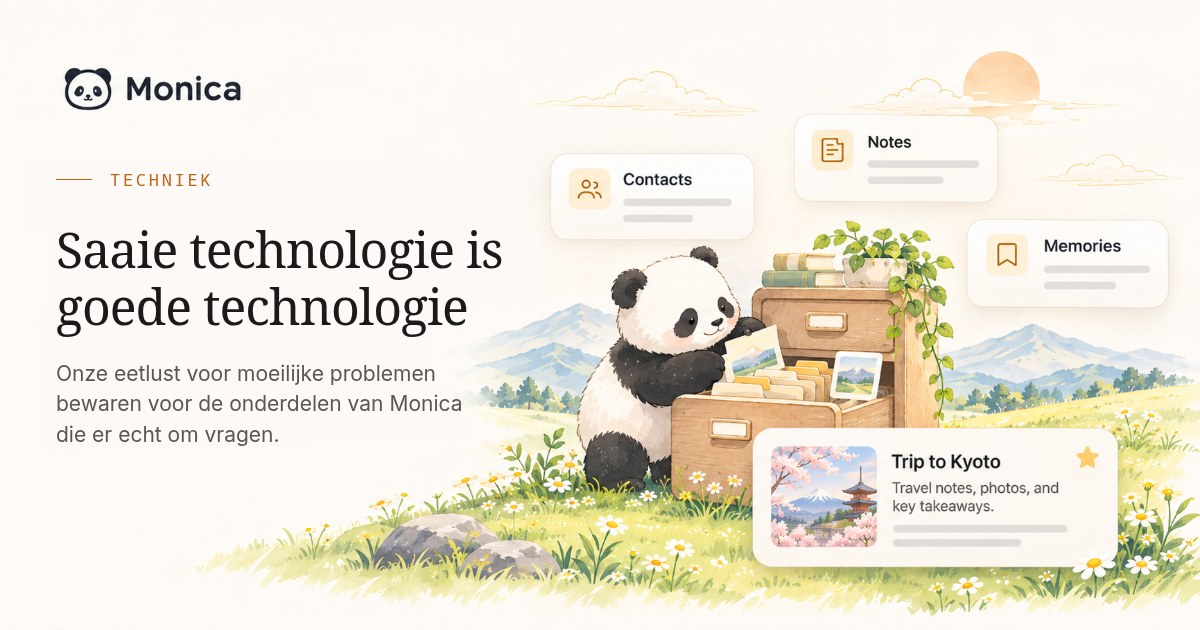 Monica
TECHNIEK
Saaie technologie is
goede technologie
Onze eetlust voor moeilijke problemen
bewaren voor de onderdelen van Monica
die er echt om vragen.
Contacts
Notes
Memories
Trip to Kyoto
Travel notes, photos, and
key takeaways.